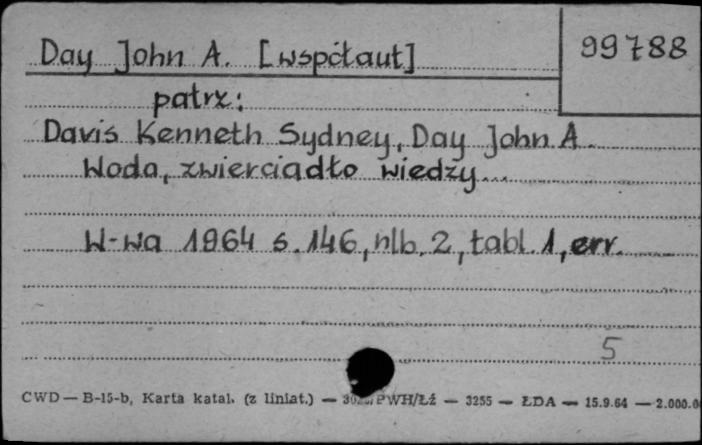 Day John A. [współaut]
99788
patrz:
Davis Kenneth Sydney, Day John A.
Woda, zwierciadło wiedzy...
W-wa 1964 s. 146, nlb. 2, tabl. 1, err.
5
CWD — B-15-b, Karta katal. (z liniat.) — PWH/Łź — 3255 — ŁDA — 15.9.64 — 2.000.0